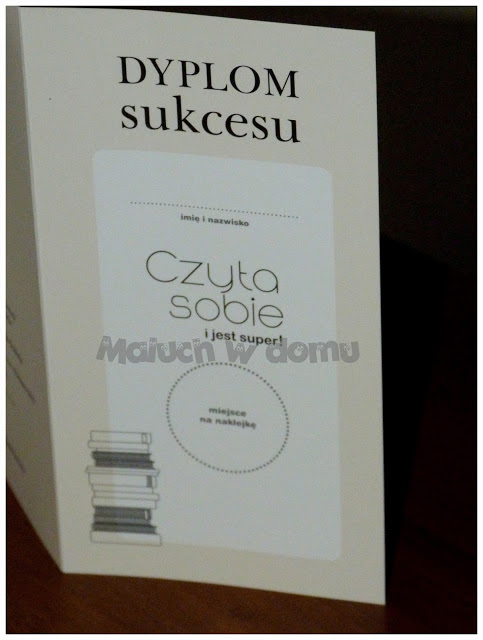 DYPLOM
sukcesu
imię i nazwisko
Czyta
sobie
i jest super!
Maluch w domu
miejsce
na naklejkę